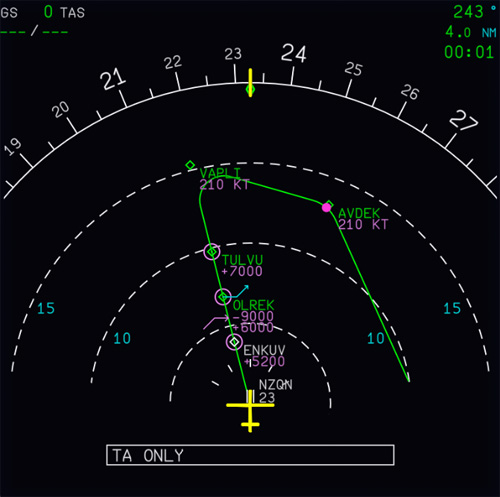 GS 0 TAS
---/---
243°
4.0 NM
00:01
19
20
21
22
23
24
25
26
27
VAPLI
210 KT
AVDEK
210 KT
TULVU
+7000
15
15
OLREK
-9000
+6000
10
10
ENKUV
+5200
NZQN
23
TA ONLY